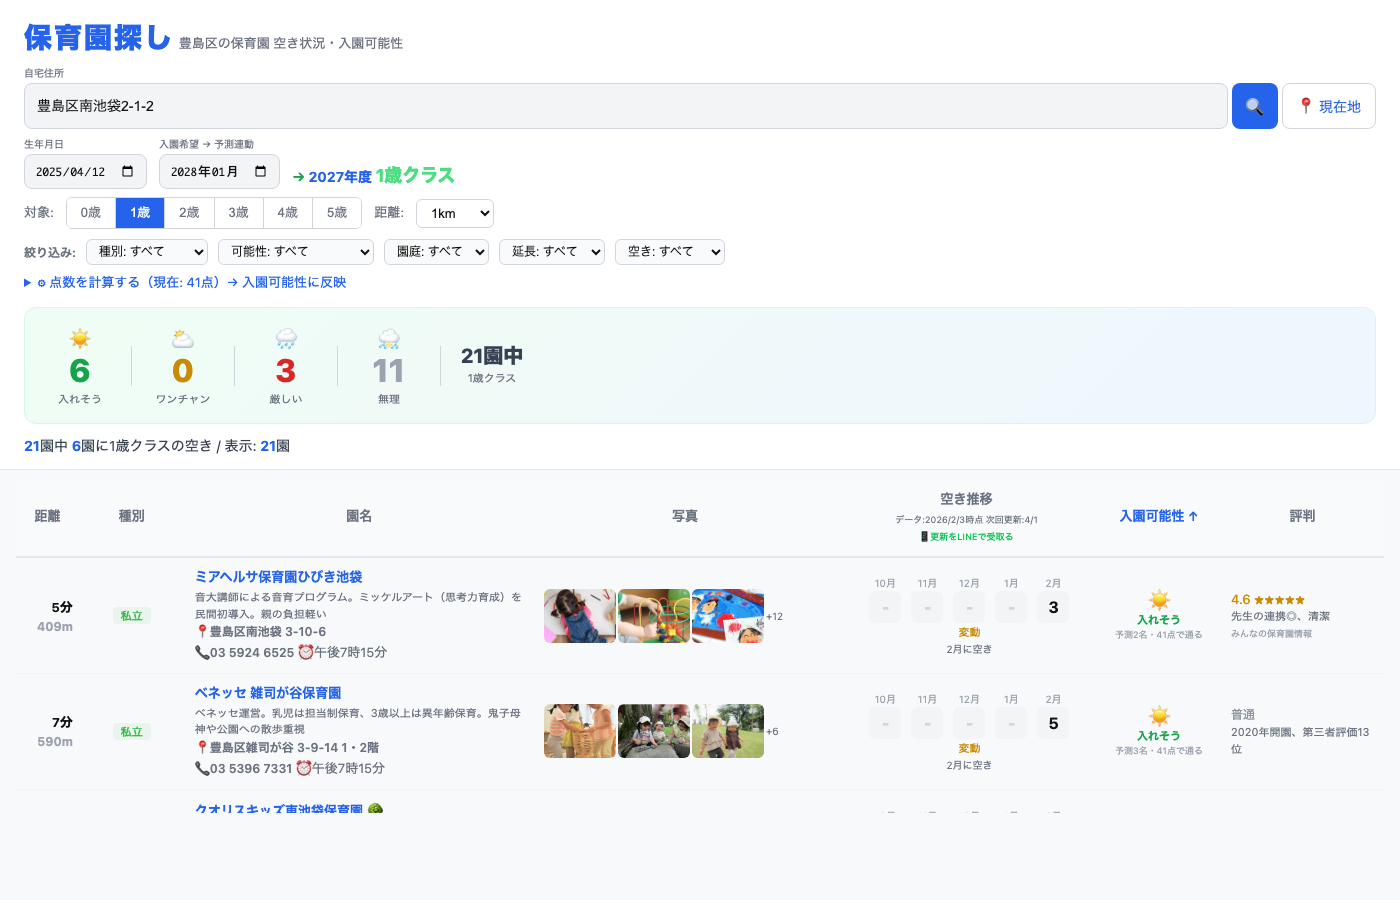 保育園探し 豊島区の保育園 空き状況・入園可能性
自宅住所
豊島区南池袋2-1-2
📍 現在地
生年月日 入園希望 → 予測連動
2025/04/12 2028年01月 → 2027年度 1歳クラス
対象: 0歳 1歳 2歳 3歳 4歳 5歳 距離: 1km
絞り込み: 種別: すべて 可能性: すべて 園庭: すべて 延長: すべて 空き: すべて
▶ ⚙ 点数を計算する（現在: 41点）→ 入園可能性に反映
6 0 3 11 21園中
入れそう ワンチャン 厳しい 無理 1歳クラス
21園中 6園に1歳クラスの空き / 表示: 21園
距離 種別 園名 写真 空き推移 入園可能性 ↑ 評判
データ:2026/2/3時点 次回更新:4/1
📱更新をLINEで受取る
5分
409m
私立
ミアヘルサ保育園ひびき池袋
音大講師による音育プログラム。ミッケルアート（思考力育成）を
民間初導入。親の負担軽い
📍豊島区南池袋 3-10-6
📞03 5924 6525 ⏰午後7時15分
+12
10月 11月 12月 1月 2月
- - - - 3
変動
2月に空き
入れそう
予測2名・41点で通る
4.6 ★★★★★
先生の連携◎、清潔
みんなの保育園情報
7分
590m
私立
ベネッセ 雑司が谷保育園
ベネッセ運営。乳児は担当制保育、3歳以上は異年齢保育。鬼子母
神や公園への散歩重視
📍豊島区雑司が谷 3-9-14 1・2階
📞03 5396 7331 ⏰午後7時15分
+6
10月 11月 12月 1月 2月
- - - - 5
変動
2月に空き
入れそう
予測3名・41点で通る
普通
2020年開園、第三者評価13
位
クオリスキッズ東池袋保育園